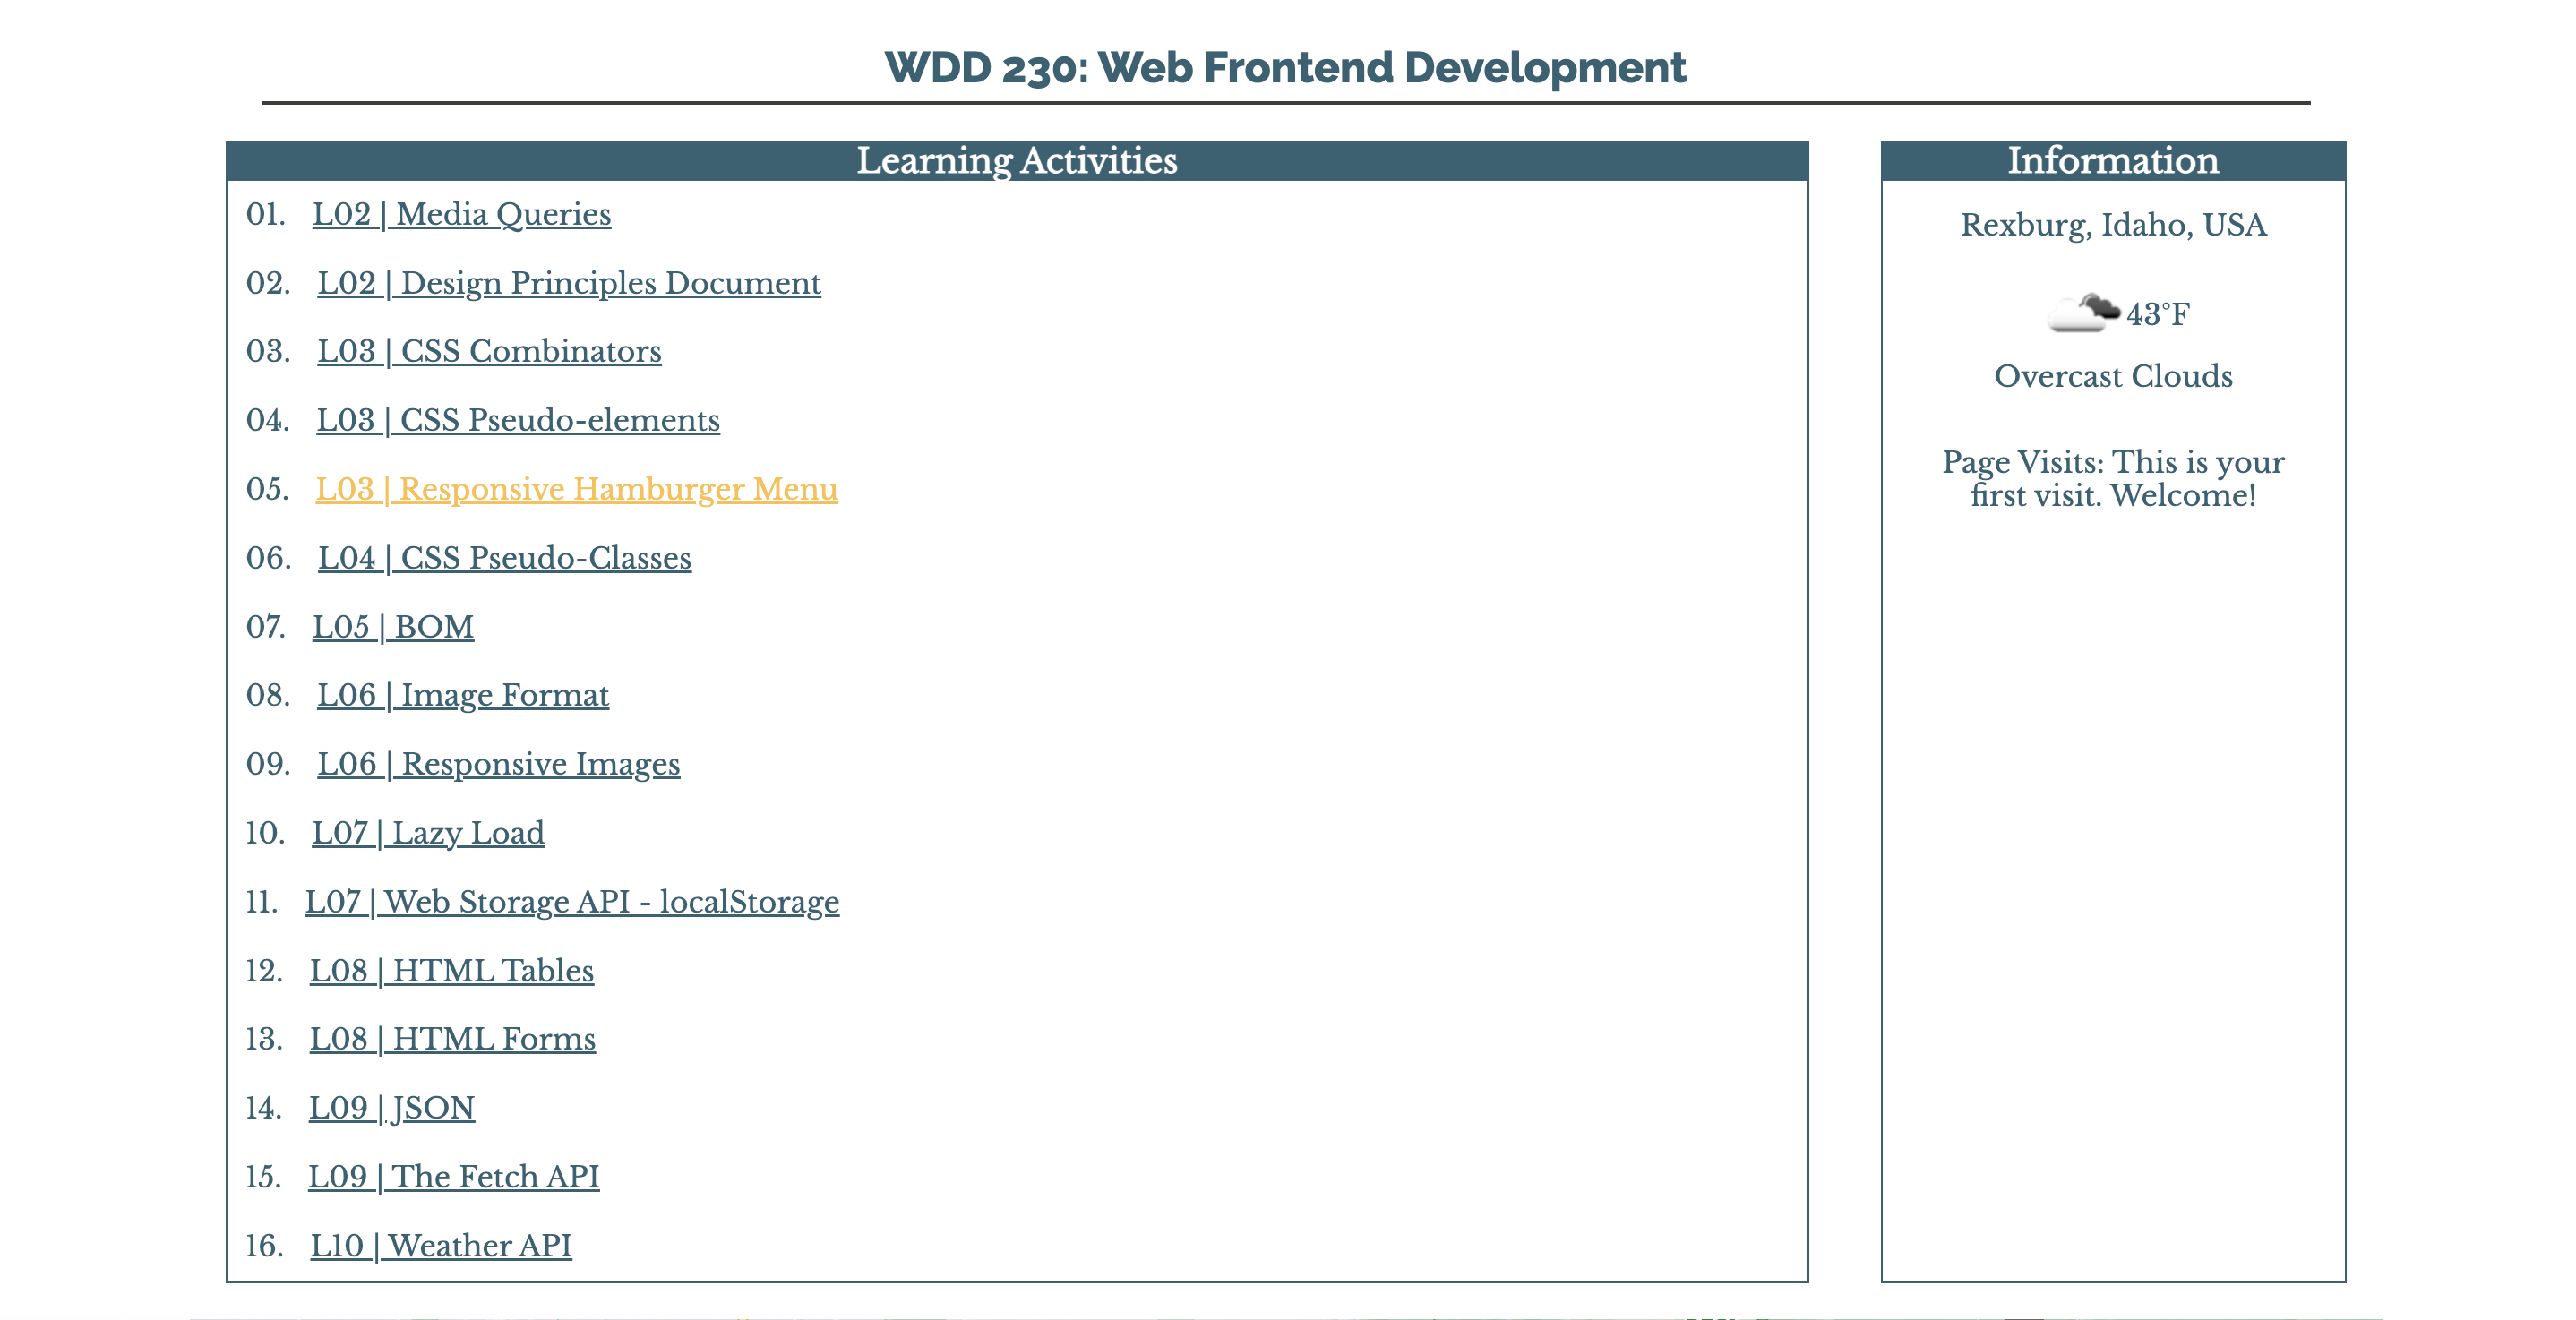 WDD 230: Web Frontend Development
Learning Activities
01. L02 | Media Queries
02. L02 | Design Principles Document
03. L03 | CSS Combinators
04. L03 | CSS Pseudo-elements
05. L03 | Responsive Hamburger Menu
06. L04 | CSS Pseudo-Classes
07. L05 | BOM
08. L06 | Image Format
09. L06 | Responsive Images
10. L07 | Lazy Load
11. L07 | Web Storage API - localStorage
12. L08 | HTML Tables
13. L08 | HTML Forms
14. L09 | JSON
15. L09 | The Fetch API
16. L10 | Weather API
Information
Rexburg, Idaho, USA
43°F
Overcast Clouds
Page Visits: This is your
first visit. Welcome!